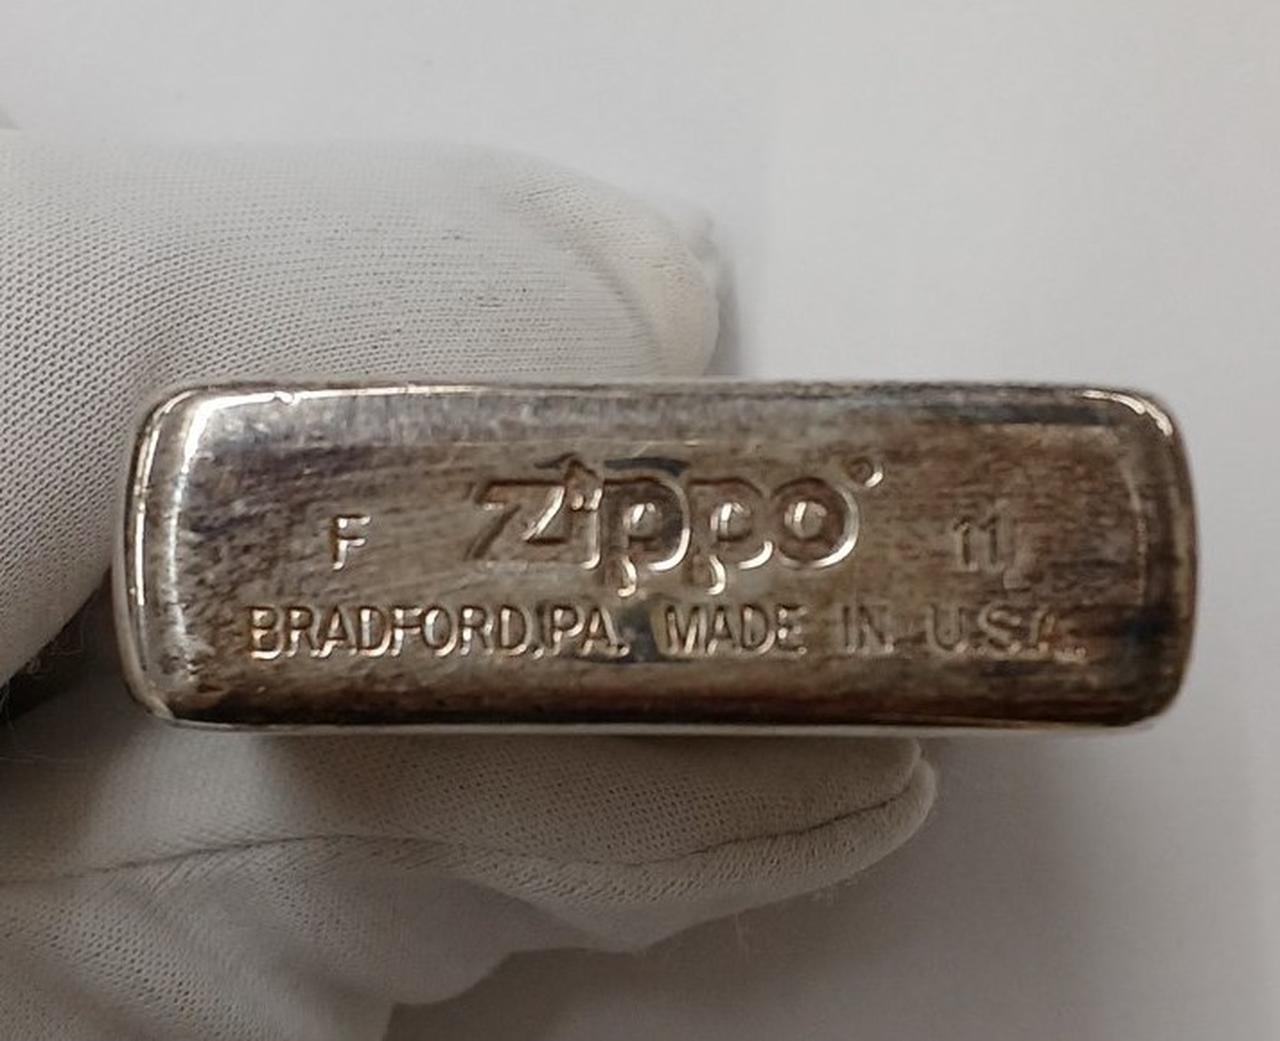 F Zippo® 11
BRADFORD, PA. MADE IN U.S.A.